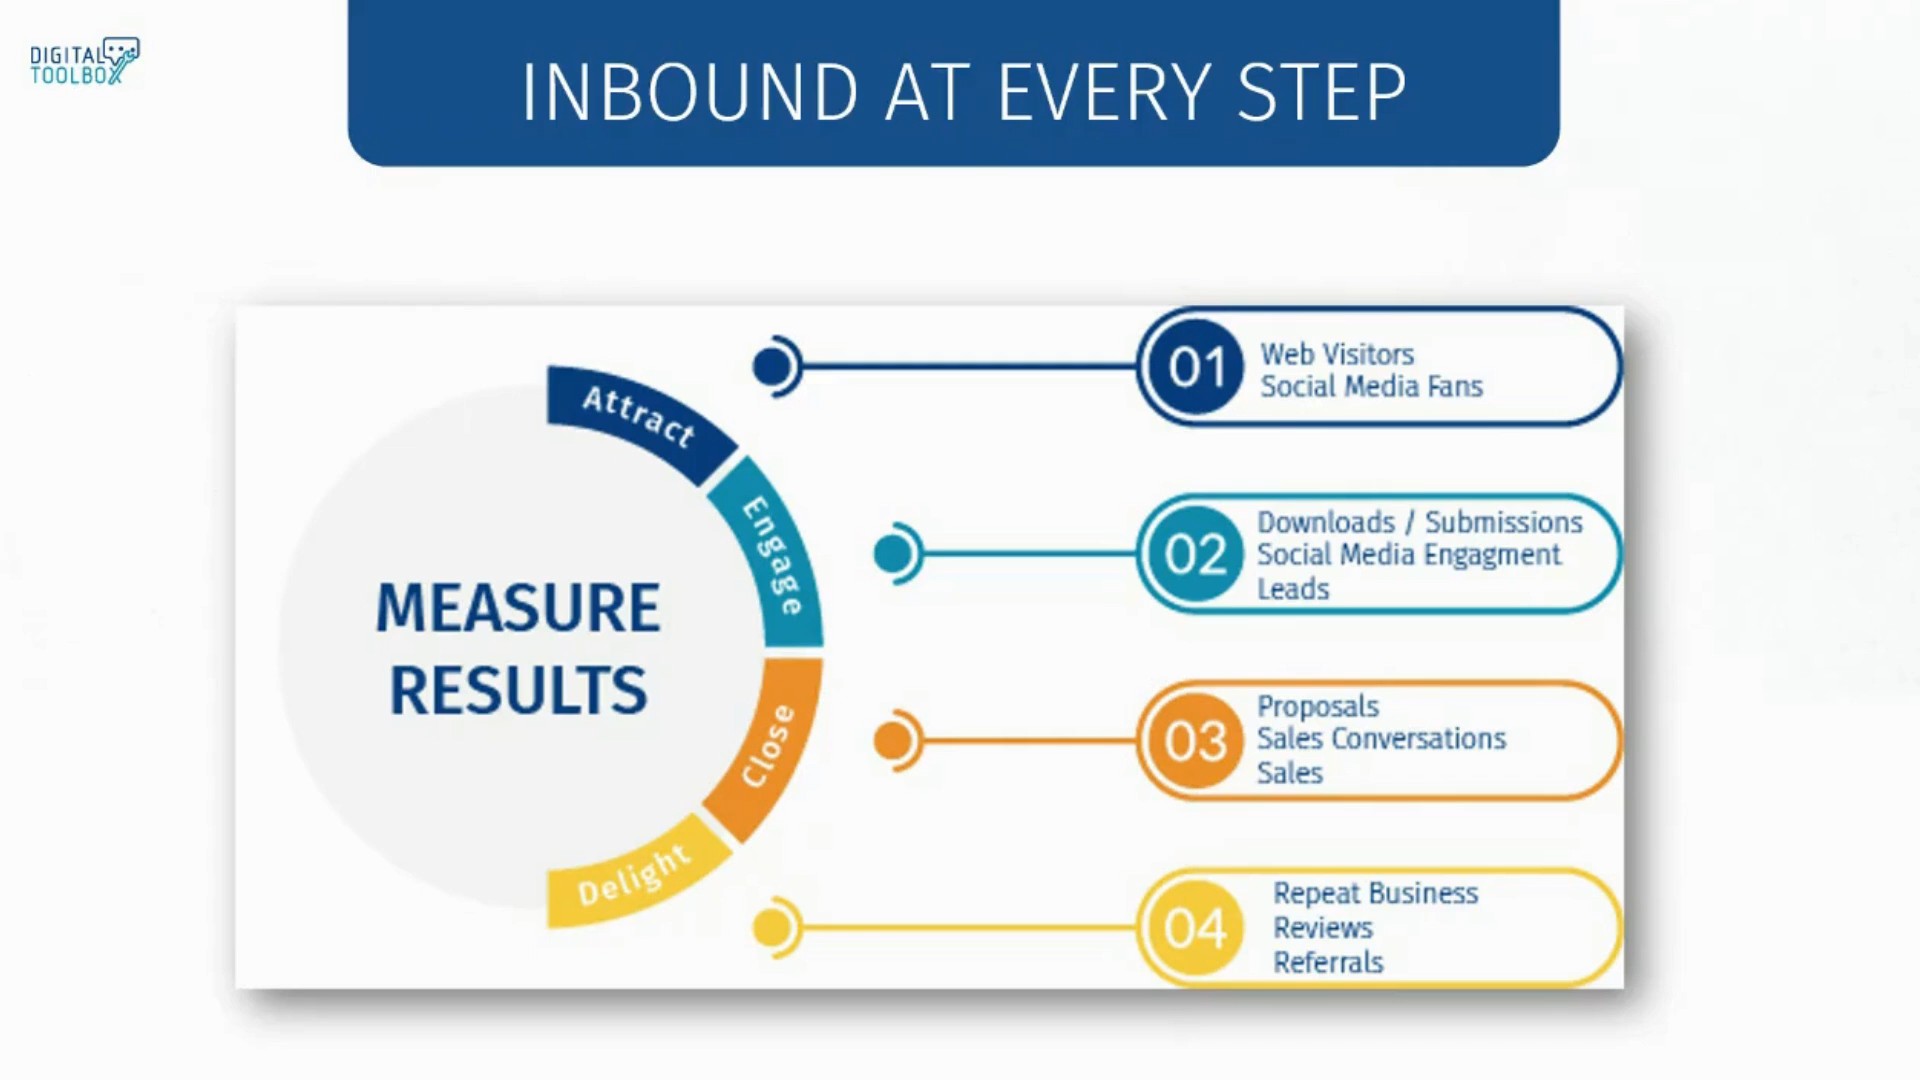 DIGITAL
TOOLBOX
INBOUND AT EVERY STEP
MEASURE
RESULTS
Attract
Engage
Close
Delight
01
Web Visitors
Social Media Fans
02
Downloads / Submissions
Social Media Engagment
Leads
03
Proposals
Sales Conversations
Sales
04
Repeat Business
Reviews
Referrals